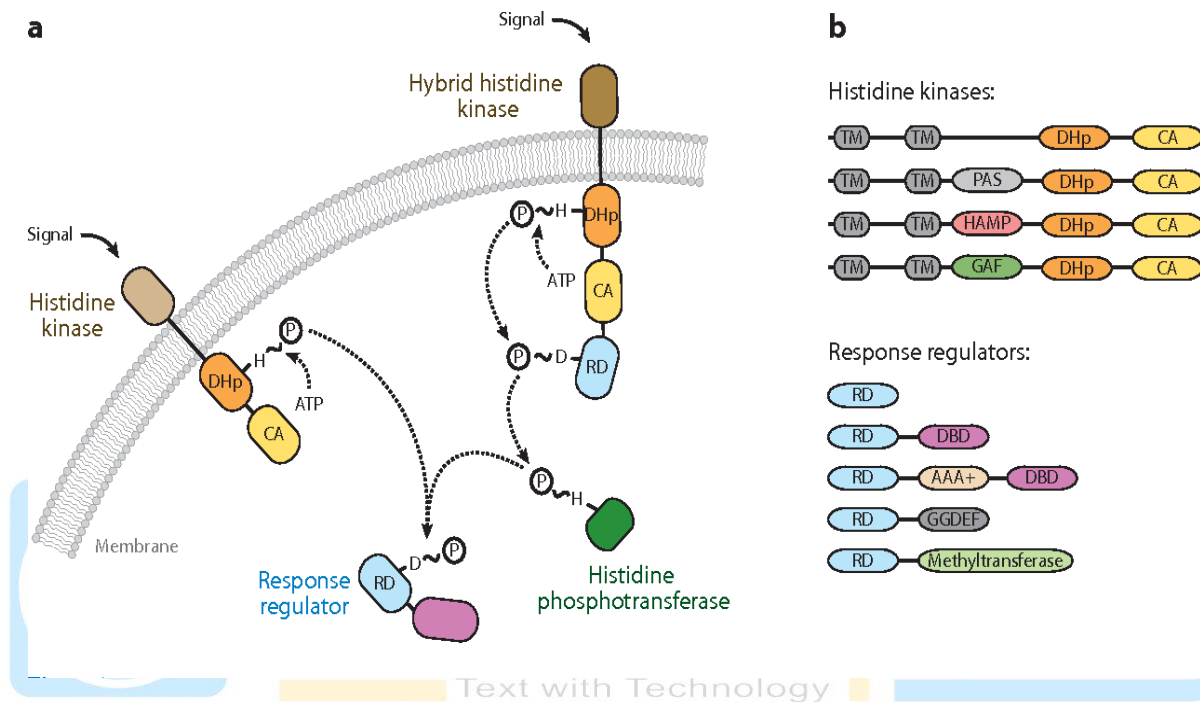 a
Signal
Hybrid histidine
kinase
P
H
DHp
ATP
CA
P
D
RD
Signal
Histidine
kinase
P
H
DHp
ATP
CA
P
H
Membrane
D
P
RD
Response
regulator
Histidine
phosphotransferase
b
Histidine kinases:
TM TM DHp CA
TM TM PAS DHp CA
TM TM HAMP DHp CA
TM TM GAF DHp CA
Response regulators:
RD
RD DBD
RD AAA+ DBD
RD GGDEF
RD Methyltransferase
Text with Technology